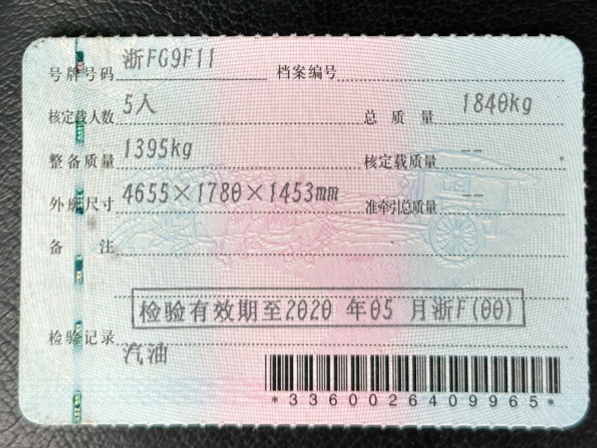 号牌号码 浙FG9F11 档案编号
核定载人数 5人 总质量 1840kg
整备质量 1395kg 核定载质量 --
外廓尺寸 4655×1780×1453mm 准牵引总质量 --
备注
检验有效期至2020 年05 月浙F(00)
检验记录
汽油
*3360026409965*